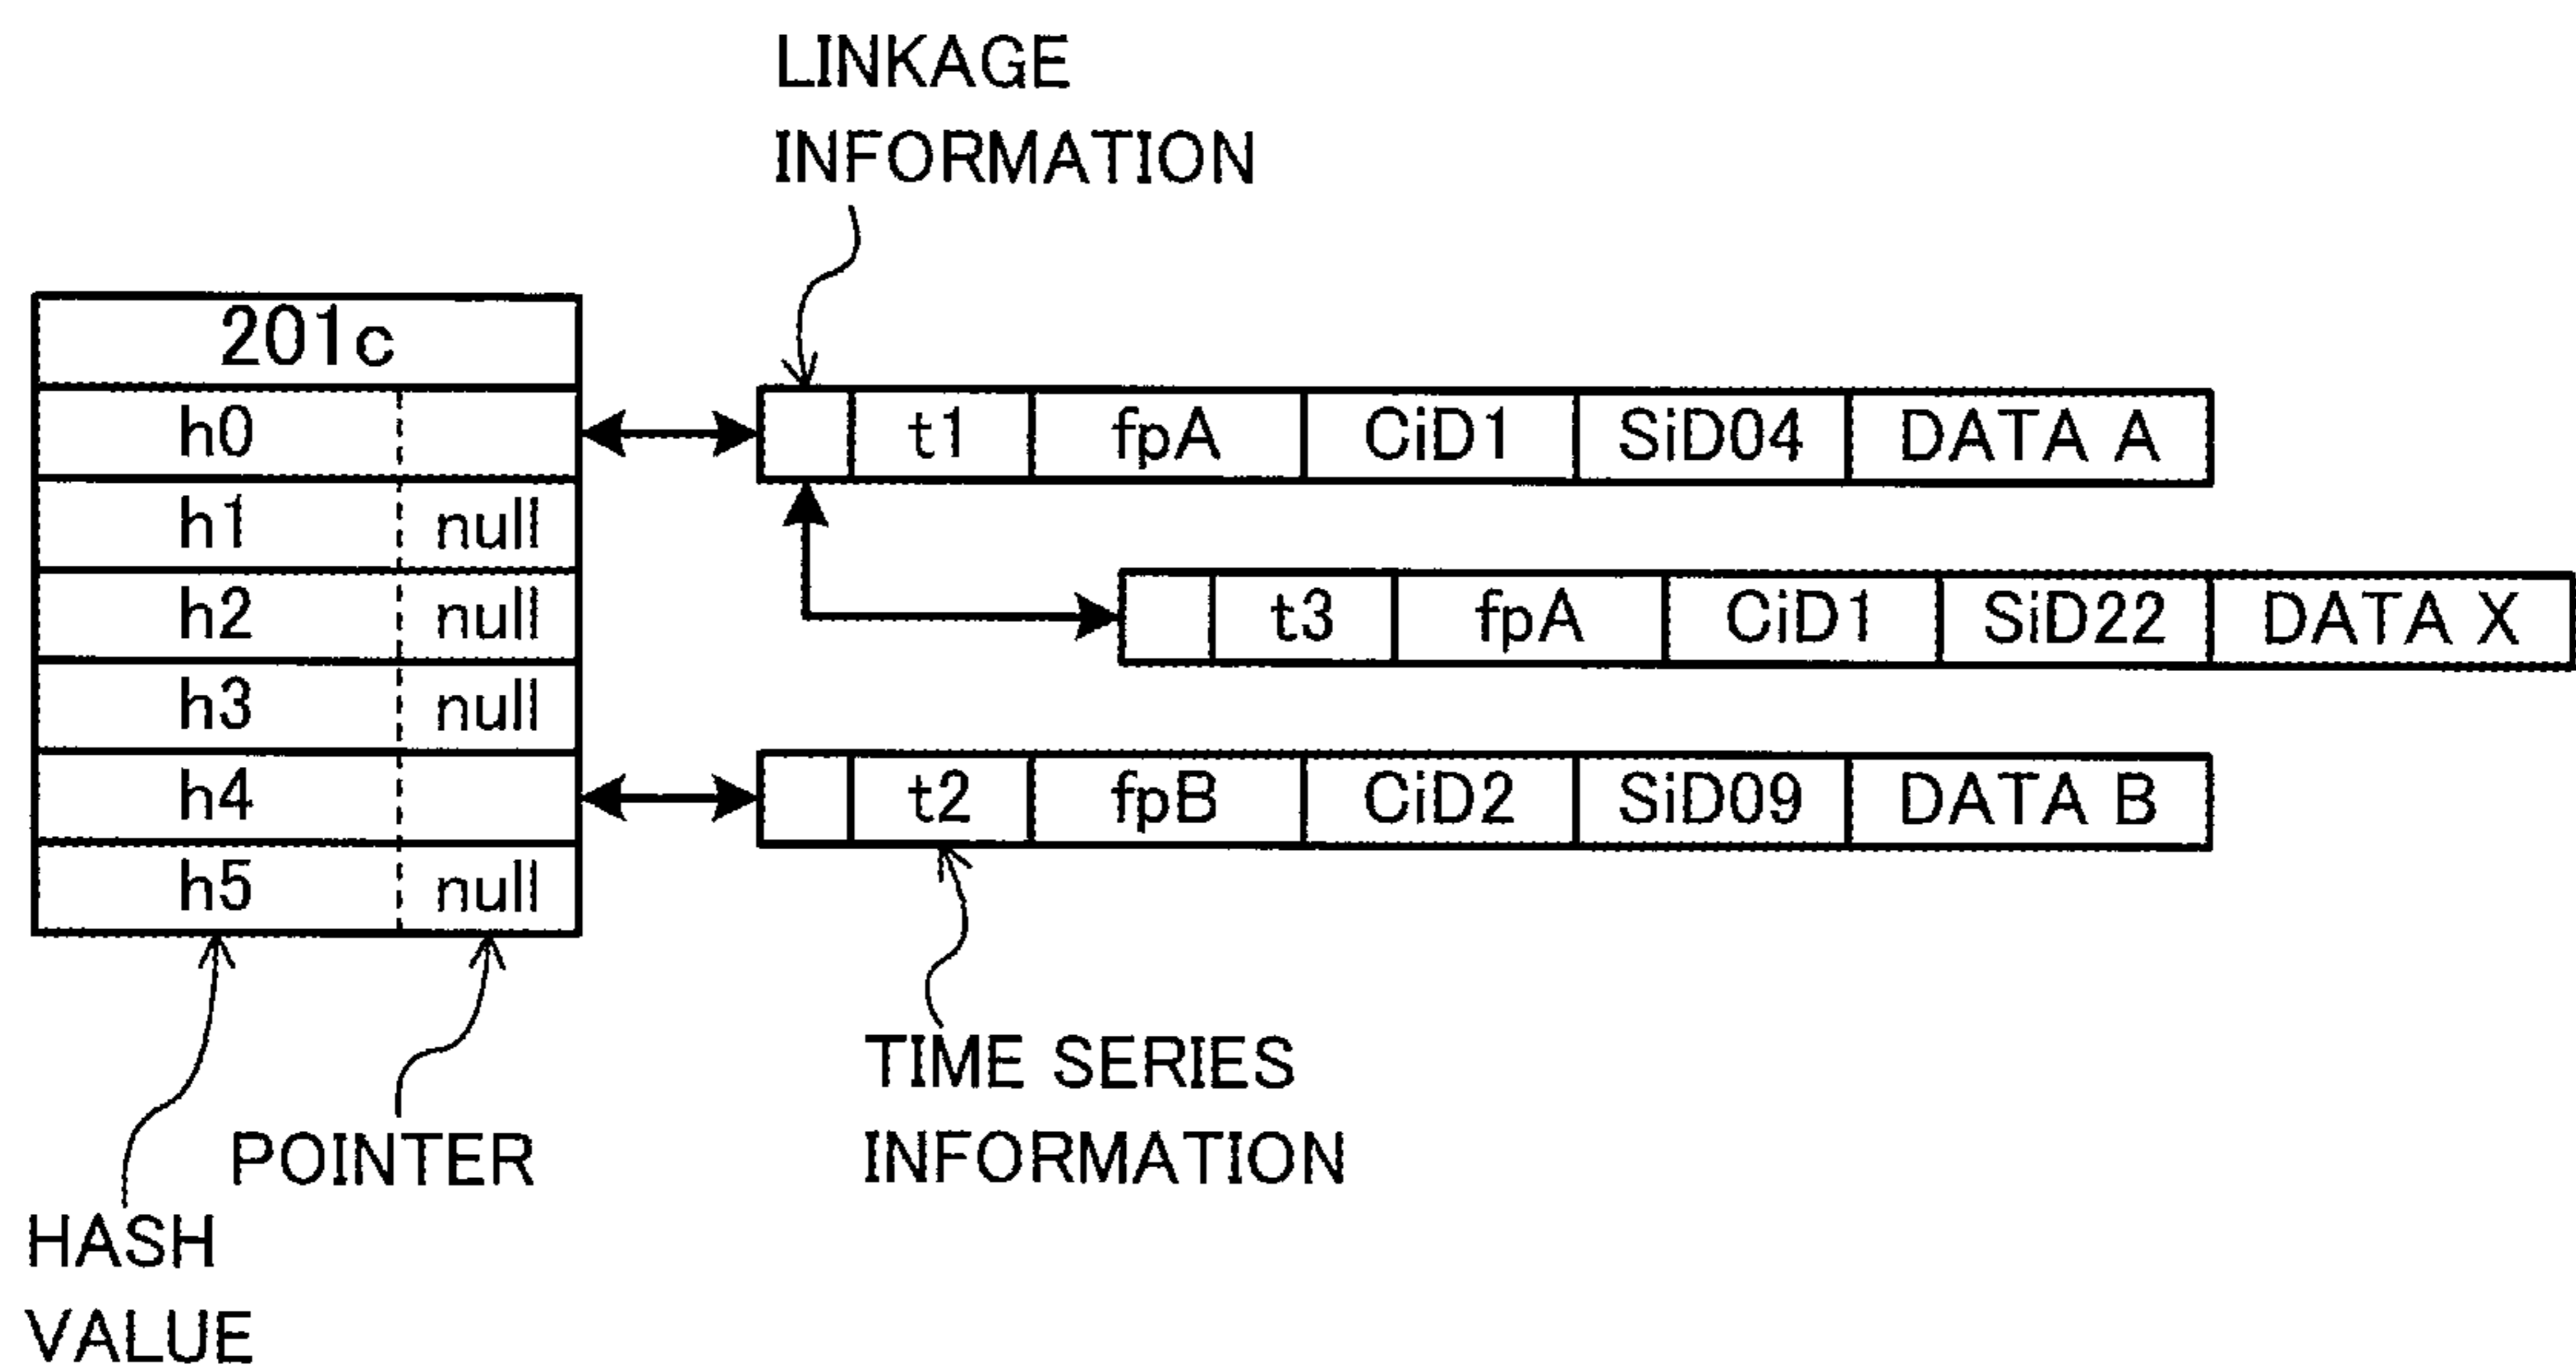 LINKAGE
INFORMATION
201c
h0
t1 fpA CiD1 SiD04 DATA A
h1 null
h2 null
t3 fpA CiD1 SiD22 DATA X
h3 null
h4
t2 fpB CiD2 SiD09 DATA B
h5 null
TIME SERIES
INFORMATION
POINTER
HASH
VALUE